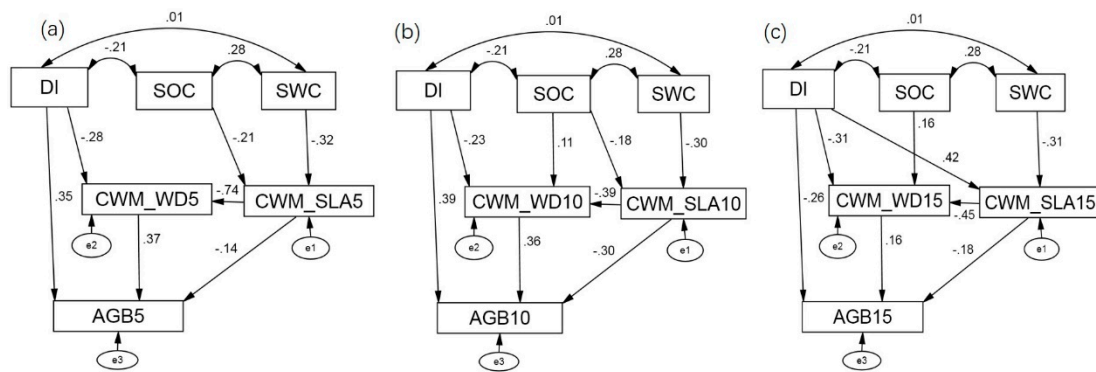 (a)
.01
-.21
.28
DI
SOC
SWC
-.28
-.21
-.32
.35
CWM_WD5
-.74
CWM_SLA5
e2
.37
-.14
e1
AGB5
e3
(b)
.01
-.21
.28
DI
SOC
SWC
-.23
.11
-.18
-.30
.39
CWM_WD10
-.39
CWM_SLA10
e2
.36
-.30
e1
AGB10
e3
(c)
.01
-.21
.28
DI
SOC
SWC
-.31
.16
.42
-.31
-.26
CWM_WD15
-.45
CWM_SLA15
e2
.16
-.18
e1
AGB15
e3